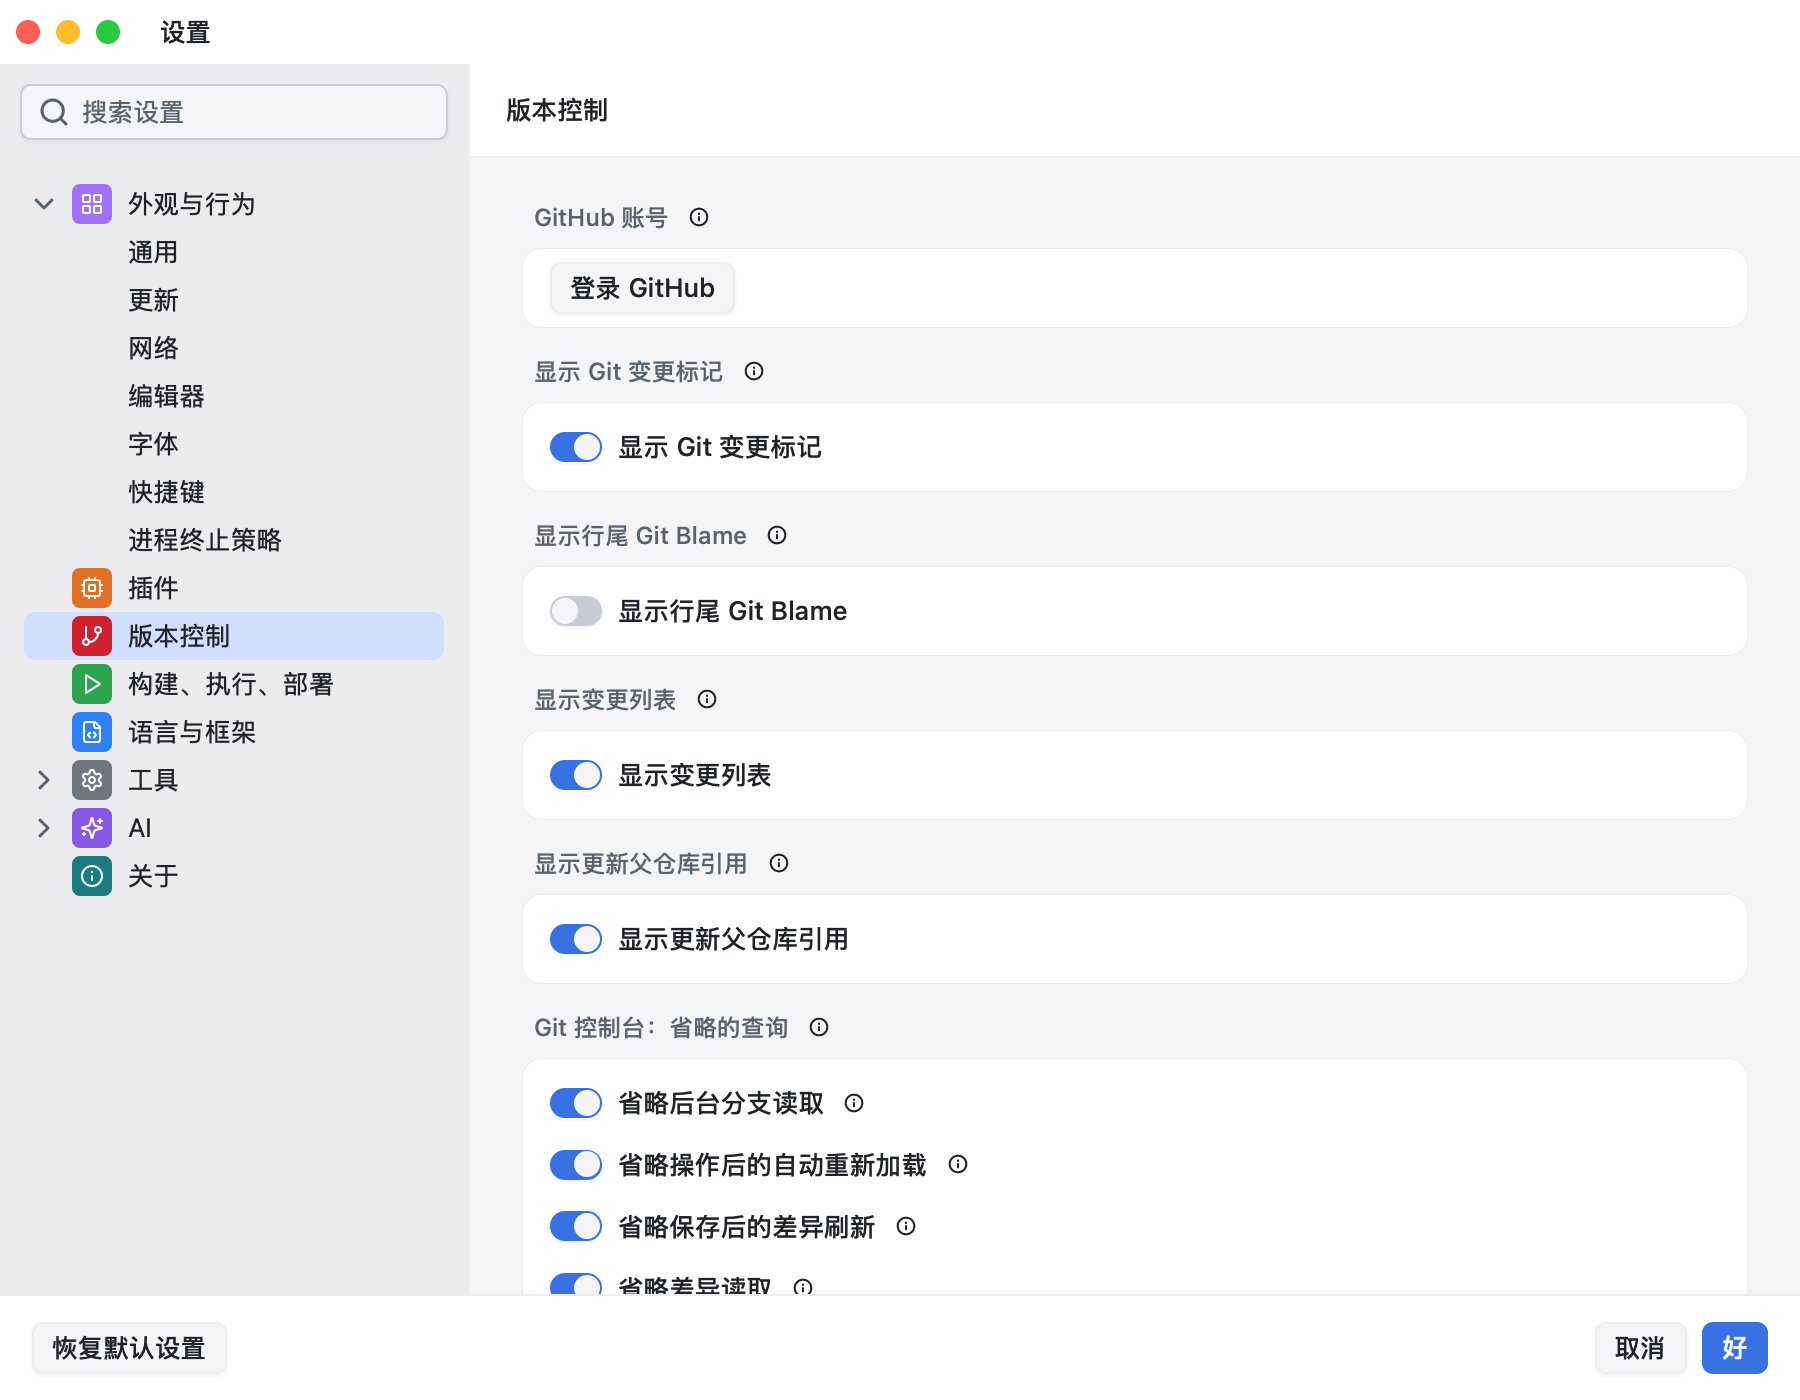 设置
搜索设置
外观与行为
通用
更新
网络
编辑器
字体
快捷键
进程终止策略
插件
版本控制
构建、执行、部署
语言与框架
工具
AI
关于
版本控制
GitHub 账号
登录 GitHub
显示 Git 变更标记
显示 Git 变更标记
显示行尾 Git Blame
显示行尾 Git Blame
显示变更列表
显示变更列表
显示更新父仓库引用
显示更新父仓库引用
Git 控制台：省略的查询
省略后台分支读取
省略操作后的自动重新加载
省略保存后的差异刷新
省略差异读取
恢复默认设置
取消
好